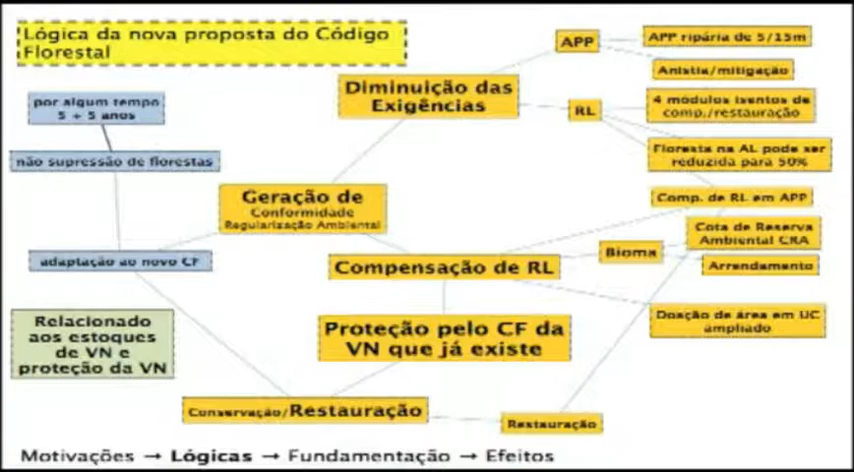 Lógica da nova proposta do Código
Florestal
APP
APP ripária de 5/15m
Anistia/mitigação
Diminuição das
Exigências
RL
4 módulos isentos de
comp./restauração
Floresta na AL pode ser
reduzida para 50%
por algum tempo
5 + 5 anos
não supressão de florestas
Geração de
Conformidade
Regularização Ambiental
Comp. de RL em APP
Cota de Reserva
Ambiental CRA
Bioma
Arrendamento
adaptação ao novo CF
Compensação de RL
Doação de área em UC
ampliado
Relacionado
aos estoques
de VN e
proteção da VN
Proteção pelo CF da
VN que já existe
Conservação/Restauração
Restauração
Motivações → Lógicas → Fundamentação → Efeitos